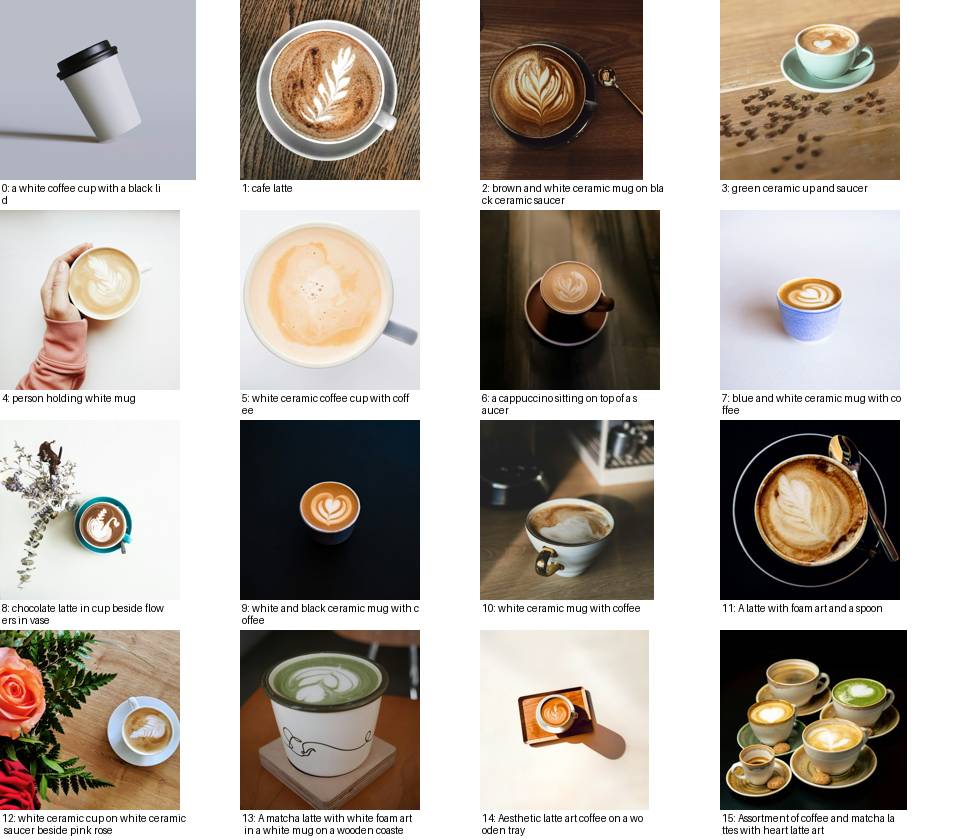 0: a white coffee cup with a black li
d
1: cafe latte
2: brown and white ceramic mug on bla
ck ceramic saucer
3: green ceramic cup and saucer
4: person holding white mug
5: white ceramic coffee cup with coff
ee
6: a cappuccino sitting on top of a s
aucer
7: blue and white ceramic mug with co
ffee
8: chocolate latte in cup beside flow
ers in vase
9: white and black ceramic mug with c
offee
10: white ceramic mug with coffee
11: A latte with foam art and a spoon
12: white ceramic cup on white ceramic
saucer beside pink rose
13: A matcha latte with white foam art
in a white mug on a wooden coaste
14: Aesthetic latte art coffee on a wo
oden tray
15: Assortment of coffee and matcha la
ttes with heart latte art